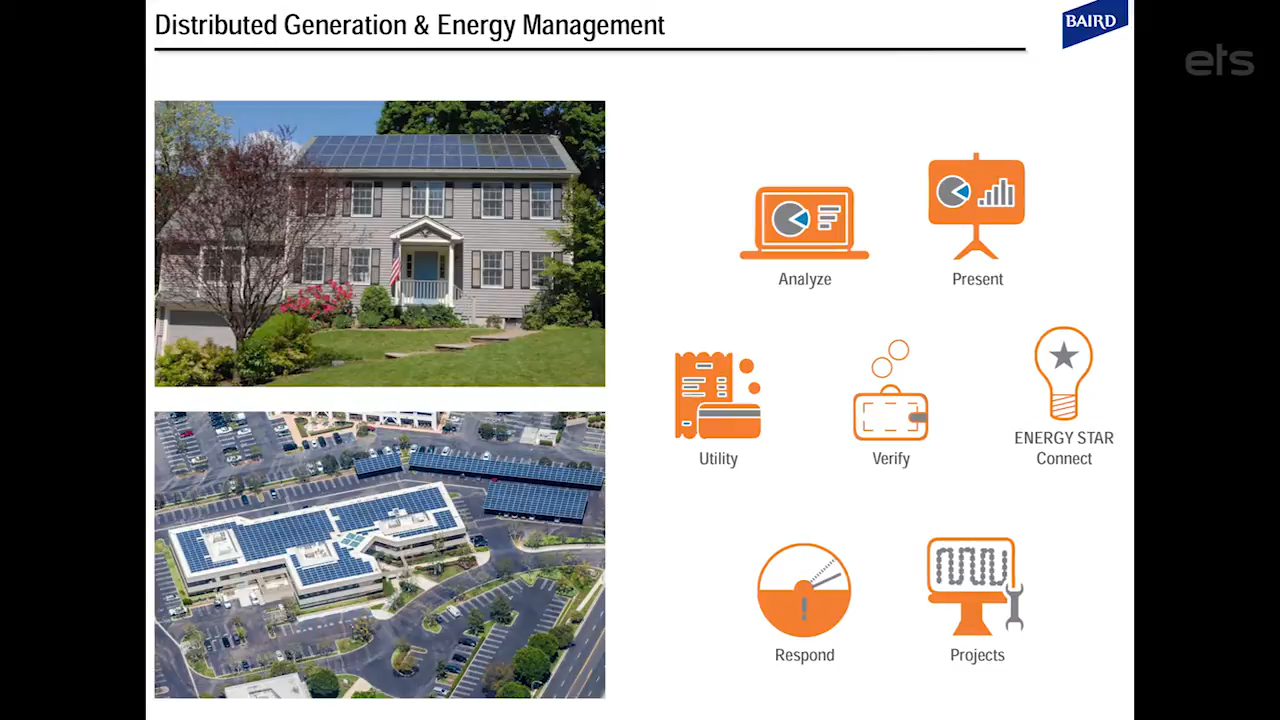 Distributed Generation & Energy Management
BAIRD
ets
Analyze
Present
Utility
Verify
ENERGY STAR
Connect
Respond
Projects